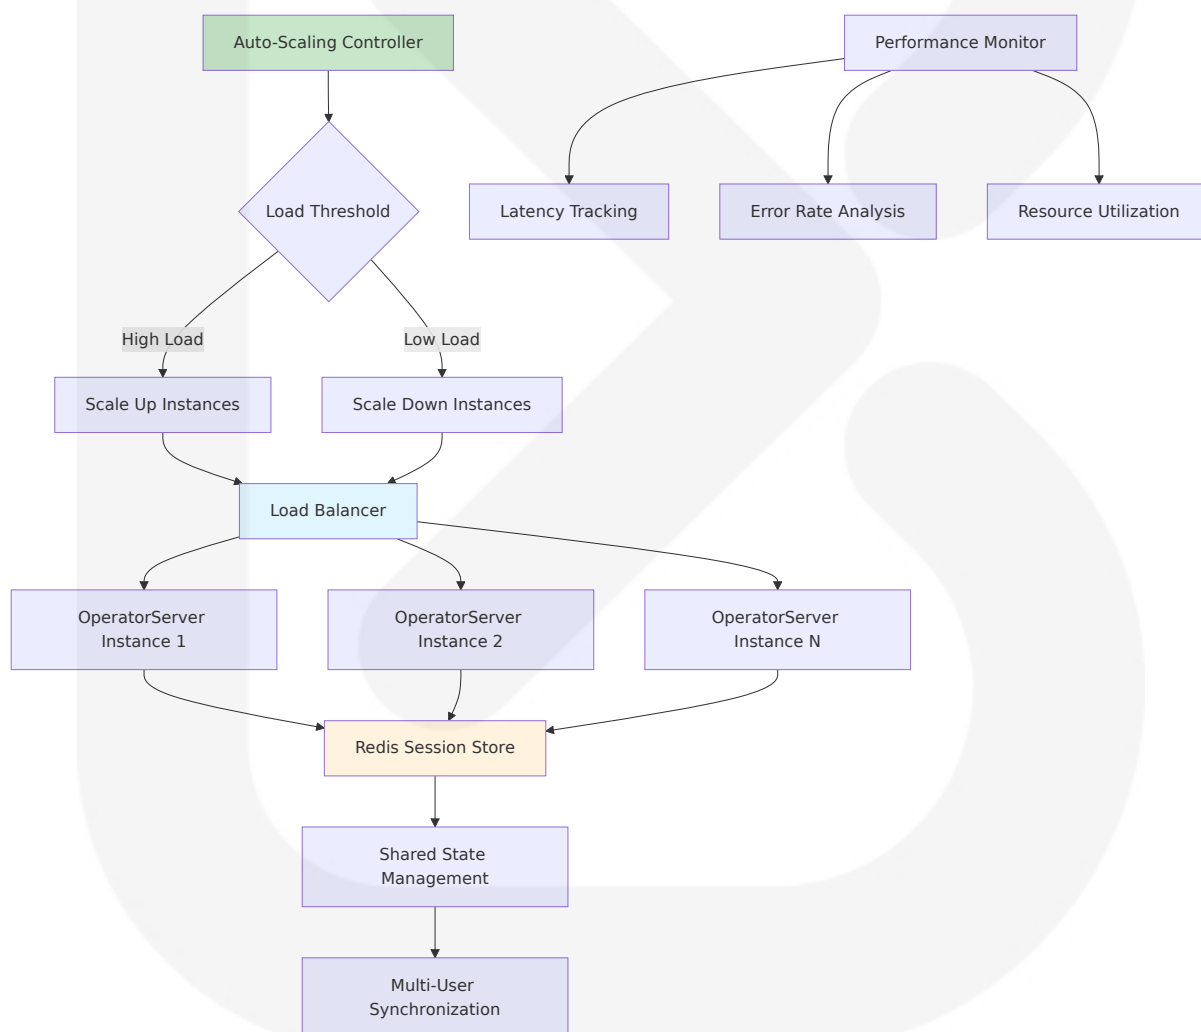 Auto-Scaling Controller
Performance Monitor
Load Threshold
Latency Tracking
Error Rate Analysis
Resource Utilization
High Load
Low Load
Scale Up Instances
Scale Down Instances
Load Balancer
OperatorServer
Instance 1
OperatorServer
Instance 2
OperatorServer
Instance N
Redis Session Store
Shared State
Management
Multi-User
Synchronization